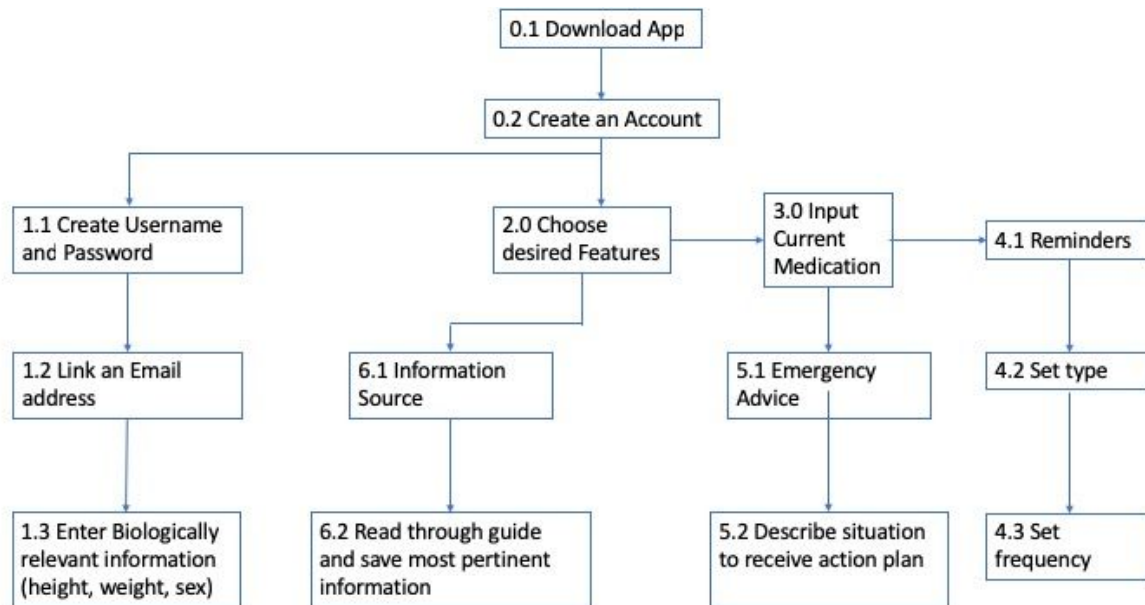 0.1 Download App
0.2 Create an Account
1.1 Create Username
and Password
2.0 Choose
desired Features
3.0 Input
Current
Medication
4.1 Reminders
1.2 Link an Email
address
6.1 Information
Source
5.1 Emergency
Advice
4.2 Set type
1.3 Enter Biologically
relevant information
(height, weight, sex)
6.2 Read through guide
and save most pertinent
information
5.2 Describe situation
to receive action plan
4.3 Set
frequency